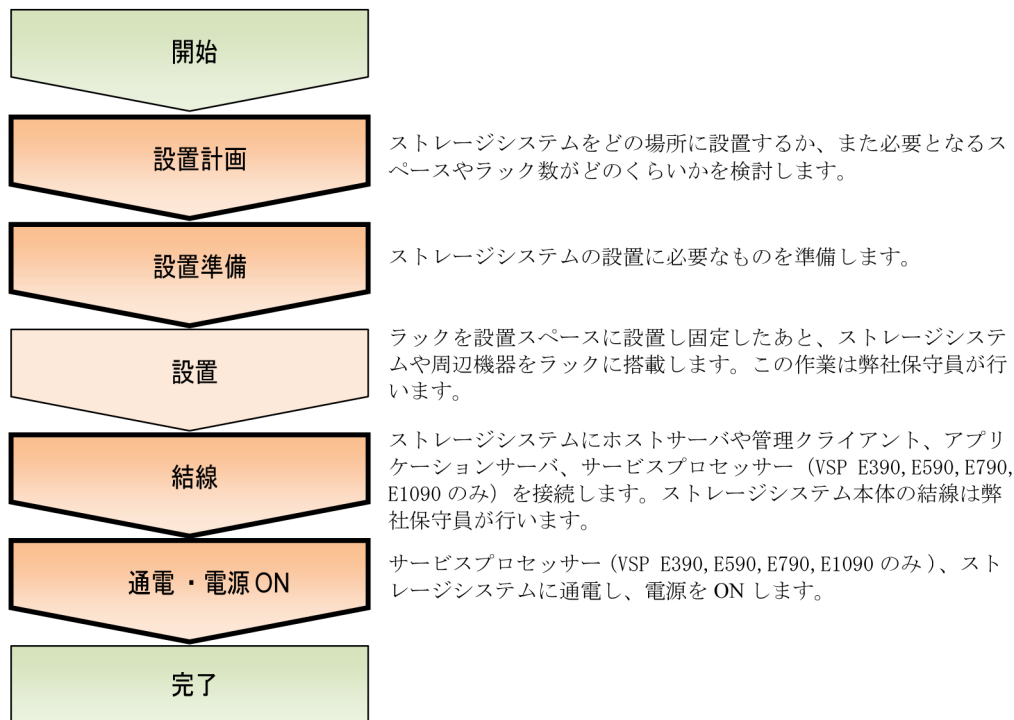 開始
設置計画
ストレージシステムをどの場所に設置するか、また必要となるス
ペースやラック数がどのくらいかを検討します。
設置準備
ストレージシステムの設置に必要なものを準備します。
設置
ラックを設置スペースに設置し固定したあと、ストレージシステ
ムや周辺機器をラックに搭載します。この作業は弊社保守員が行
います。
結線
ストレージシステムにホストサーバや管理クライアント、アプリ
ケーションサーバ、サービスプロセッサー（VSP E390, E590, E790,
E1090 のみ）を接続します。ストレージシステム本体の結線は弊
社保守員が行います。
通電・電源 ON
サービスプロセッサー（VSP E390, E590, E790, E1090 のみ）、スト
レージシステムに通電し、電源を ON します。
完了